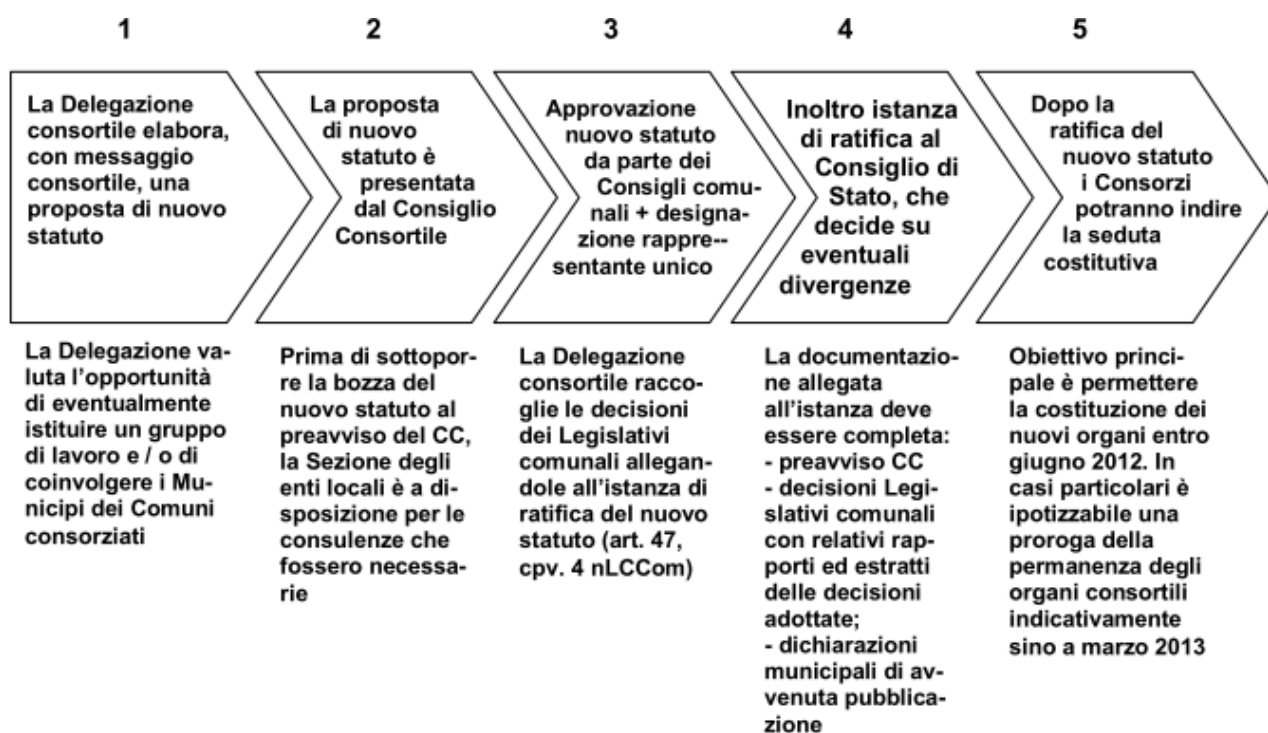 1
2
3
4
5
La Delegazione
consortile elabora,
con messaggio
consortile, una
proposta di nuovo
statuto
La proposta
di nuovo
statuto è
presentata
dal Consiglio
Consortile
Approvazione
nuovo statuto
da parte dei
Consigli comu-
nali + designa-
zione rappre--
sentante unico
Inoltro istanza
di ratifica al
Consiglio di
Stato, che
decide su
eventuali
divergenze
Dopo la
ratifica del
nuovo statuto
i Consorzi
potranno indire
la seduta
costitutiva
La Delegazione va-
luta l'opportunità
di eventualmente
istituire un gruppo
di lavoro e / o di
coinvolgere i Mu-
nicipi dei Comuni
consorziati
Prima di sottopor-
re la bozza del
nuovo statuto al
preavviso del CC,
la Sezione degli
enti locali è a di-
sposizione per le
consulenze che
fossero necessa-
rie
La Delegazione
consortile racco-
glie le decisioni
dei Legislativi
comunali allegan-
dole all'istanza di
ratifica del nuovo
statuto (art. 47,
cpv. 4 nLCCom)
La documentazio-
ne allegata
all'istanza deve
essere completa:
- preavviso CC
- decisioni Legi-
slativi comunali
con relativi rap-
porti ed estratti
delle decisioni
adottate;
- dichiarazioni
municipali di av-
venuta pubblica-
zione
Obiettivo princi-
pale è permettere
la costituzione dei
nuovi organi entro
giugno 2012. In
casi particolari è
ipotizzabile una
proroga della
permanenza degli
organi consortili
indicativamente
sino a marzo 2013